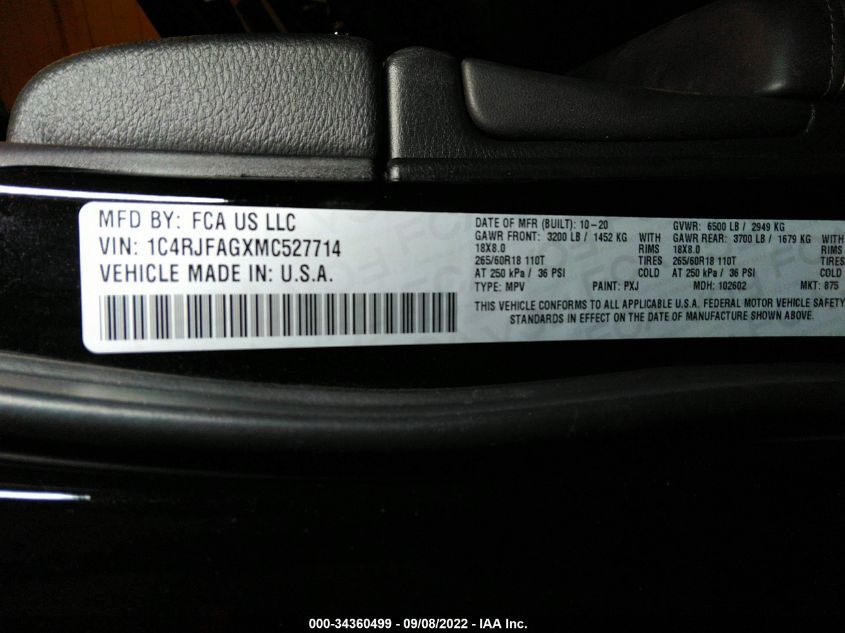 MFD BY: FCA US LLC
VIN: 1C4RJFAGXMC527714
VEHICLE MADE IN: U.S.A.
DATE OF MFR (BUILT): 10-20 GVWR: 6500 LB / 2949 KG
GAWR FRONT: 3200 LB / 1452 KG WITH GAWR REAR: 3700 LB / 1679 KG WITH
18X8.0 RIMS 18X8.0 RIMS
265/60R18 110T TIRES 265/60R18 110T TIRES
AT 250 kPa / 36 PSI COLD AT 250 kPa / 36 PSI COLD
TYPE: MPV PAINT: PXJ MDH: 102602 MKT: 875
THIS VEHICLE CONFORMS TO ALL APPLICABLE U.S.A. FEDERAL MOTOR VEHICLE SAFETY
STANDARDS IN EFFECT ON THE DATE OF MANUFACTURE SHOWN ABOVE.
000-34360499 - 09/08/2022 - IAA Inc.